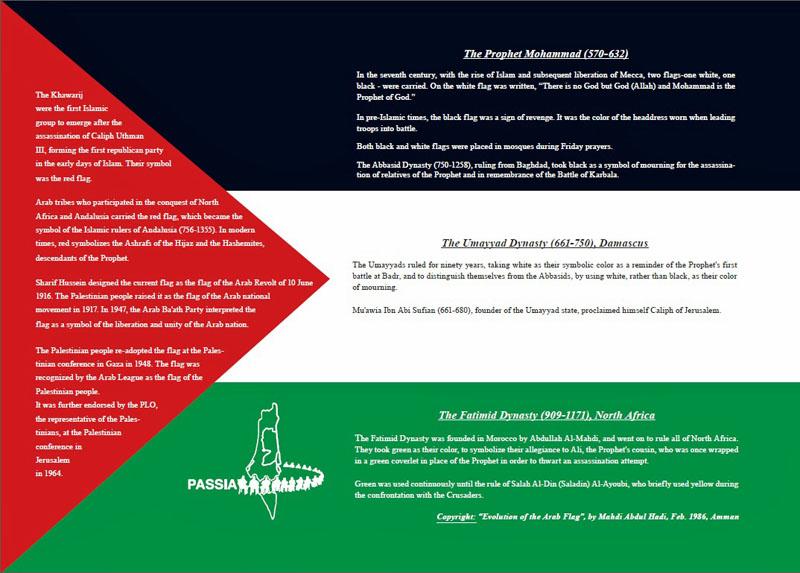 The Khawarij
were the first Islamic
group to emerge after the
assassination of Caliph Uthman
III, forming the first republican party
in the early days of Islam. Their symbol
was the red flag.
Arab tribes who participated in the conquest of North
Africa and Andalusia carried the red flag, which became the
symbol of the Islamic rulers of Andalusia (756-1355). In modern
times, red symbolizes the Ashrafs of the Hijaz and the Hashemites,
descendants of the Prophet.
Sharif Hussein designed the current flag as the flag of the Arab Revolt of 10 June
1916. The Palestinian people raised it as the flag of the Arab national
movement in 1917. In 1947, the Arab Ba'ath Party interpreted the
flag as a symbol of the liberation and unity of the Arab nation.
The Palestinian people re-adopted the flag at the Pales-
tinian conference in Gaza in 1948. The flag was
recognized by the Arab League as the flag of the
Palestinian people.
It was further endorsed by the PLO,
the representative of the Pales-
tinians, at the Palestinian
conference in
Jerusalem
in 1964.
The Prophet Mohammad (570-632)
In the seventh century, with the rise of Islam and subsequent liberation of Mecca, two flags-one white, one
black - were carried. On the white flag was written, "There is no God but God (Allah) and Mohammad is the
Prophet of God."
In pre-Islamic times, the black flag was a sign of revenge. It was the color of the headdress worn when leading
troops into battle.
Both black and white flags were placed in mosques during Friday prayers.
The Abbasid Dynasty (750-1258), ruling from Baghdad, took black as a symbol of mourning for the assassina-
tion of relatives of the Prophet and in remembrance of the Battle of Karbala.
The Umayyad Dynasty (661-750), Damascus
The Umayyads ruled for ninety years, taking white as their symbolic color as a reminder of the Prophet's first
battle at Badr, and to distinguish themselves from the Abbasids, by using white, rather than black, as their color
of mourning.
Mu'awia Ibn Abi Sufian (661-680), founder of the Umayyad state, proclaimed himself Caliph of Jerusalem.
The Fatimid Dynasty (909-1171), North Africa
The Fatimid Dynasty was founded in Morocco by Abdullah Al-Mahdi, and went on to rule all of North Africa.
They took green as their color, to symbolize their allegiance to Ali, the Prophet's cousin, who was once wrapped
in a green coverlet in place of the Prophet in order to thwart an assassination attempt.
Green was used continuously until the rule of Salah Al-Din (Saladin) Al-Ayoubi, who briefly used yellow during
the confrontation with the Crusaders.
Copyright: "Evolution of the Arab Flag", by Mahdi Abdul Hadi, Feb. 1986, Amman
PASSIA